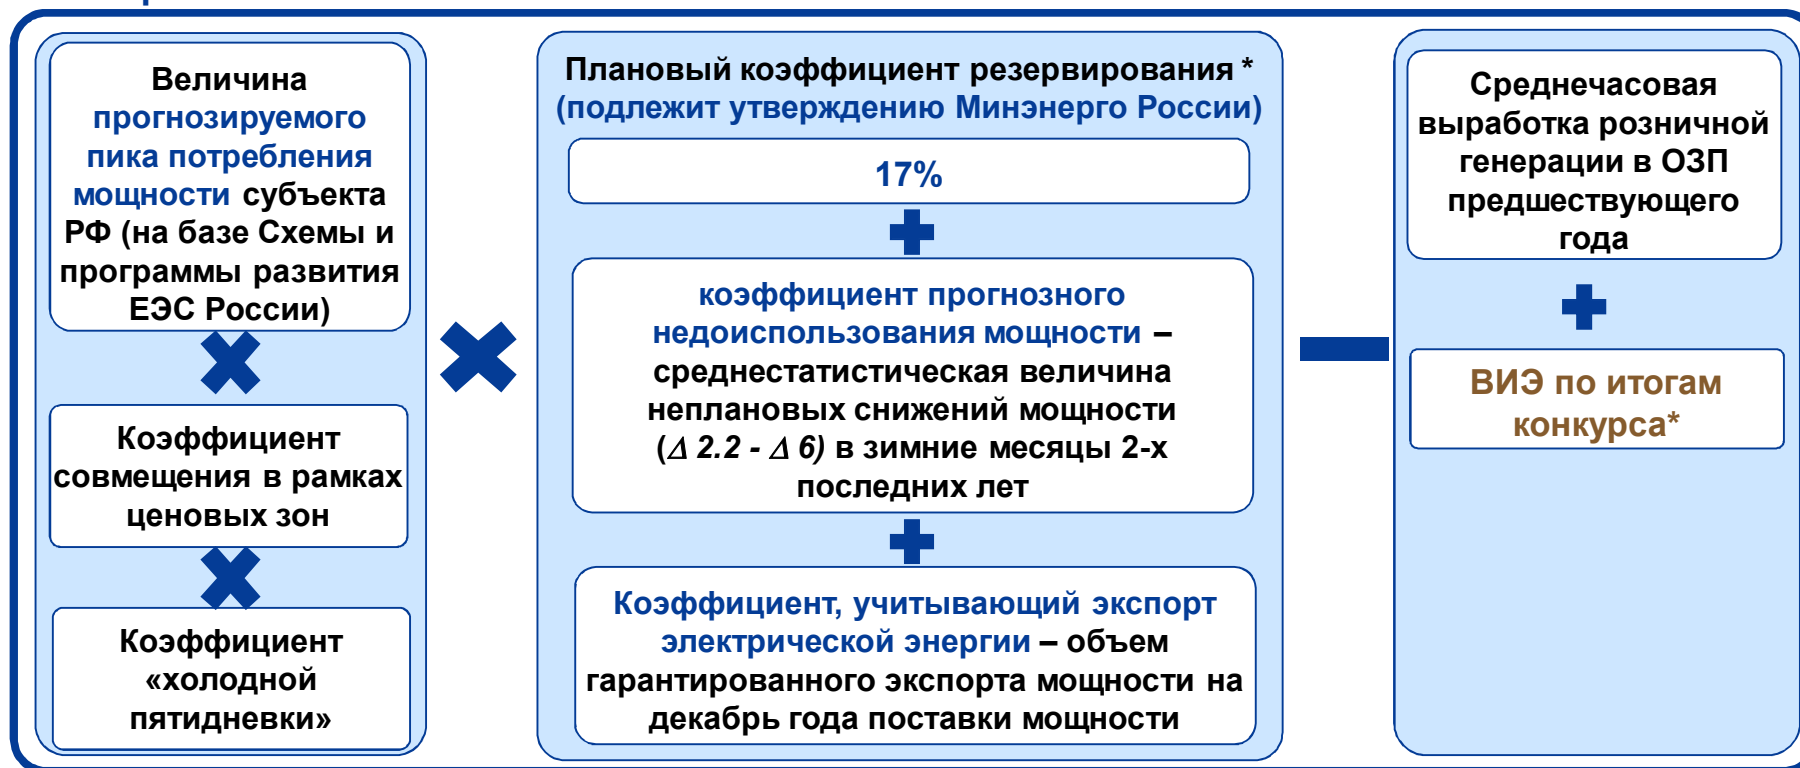 Величина
прогнозируемого
пика потребления
мощности субъекта
РФ (на базе Схемы и
программы развития
ЕЭС России)
Коэффициент
совмещения в рамках
ценовых зон
Коэффициент
«холодной
пятидневки»
Плановый коэффициент резервирования *
(подлежит утверждению Минэнерго России)
17%
коэффициент прогнозного
недоиспользования мощности –
среднестатистическая величина
неплановых снижений мощности
(Δ 2.2 - Δ 6) в зимние месяцы 2-х
последних лет
Коэффициент, учитывающий экспорт
электрической энергии – объем
гарантированного экспорта мощности на
декабрь года поставки мощности
Среднечасовая
выработка розничной
генерации в ОЗП
предшествующего
года
ВИЭ по итогам
конкурса*